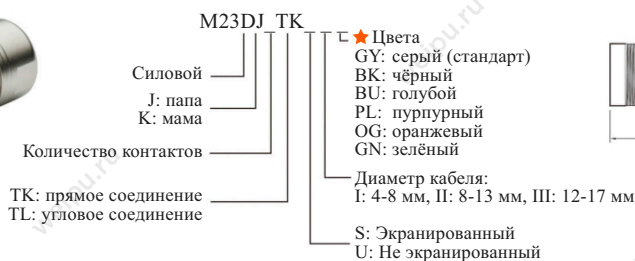 M23DJ_TK_ _ _
★Цвета
GY: серый (стандарт)
BK: чёрный
BU: голубой
PL: пурпурный
OG: оранжевый
GN: зелёный
Силовой
J: папа
K: мама
Количество контактов
TK: прямое соединение
TL: угловое соединение
Диаметр кабеля:
I: 4-8 мм, II: 8-13 мм, III: 12-17 мм
S: Экранированный
U: Не экранированный
weipu.ru